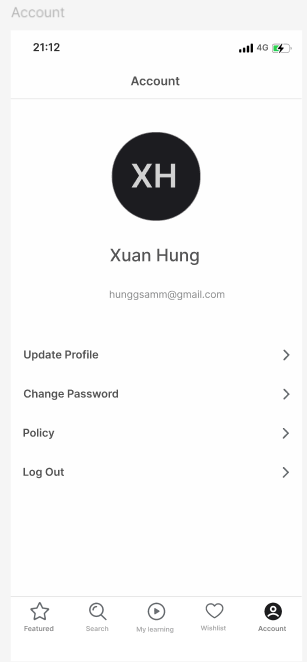 Account
21:12
4G
Account
XH
Xuan Hung
hunggsamm@gmail.com
Update Profile
Change Password
Policy
Log Out
Featured
Search
My learning
Wishlist
Account